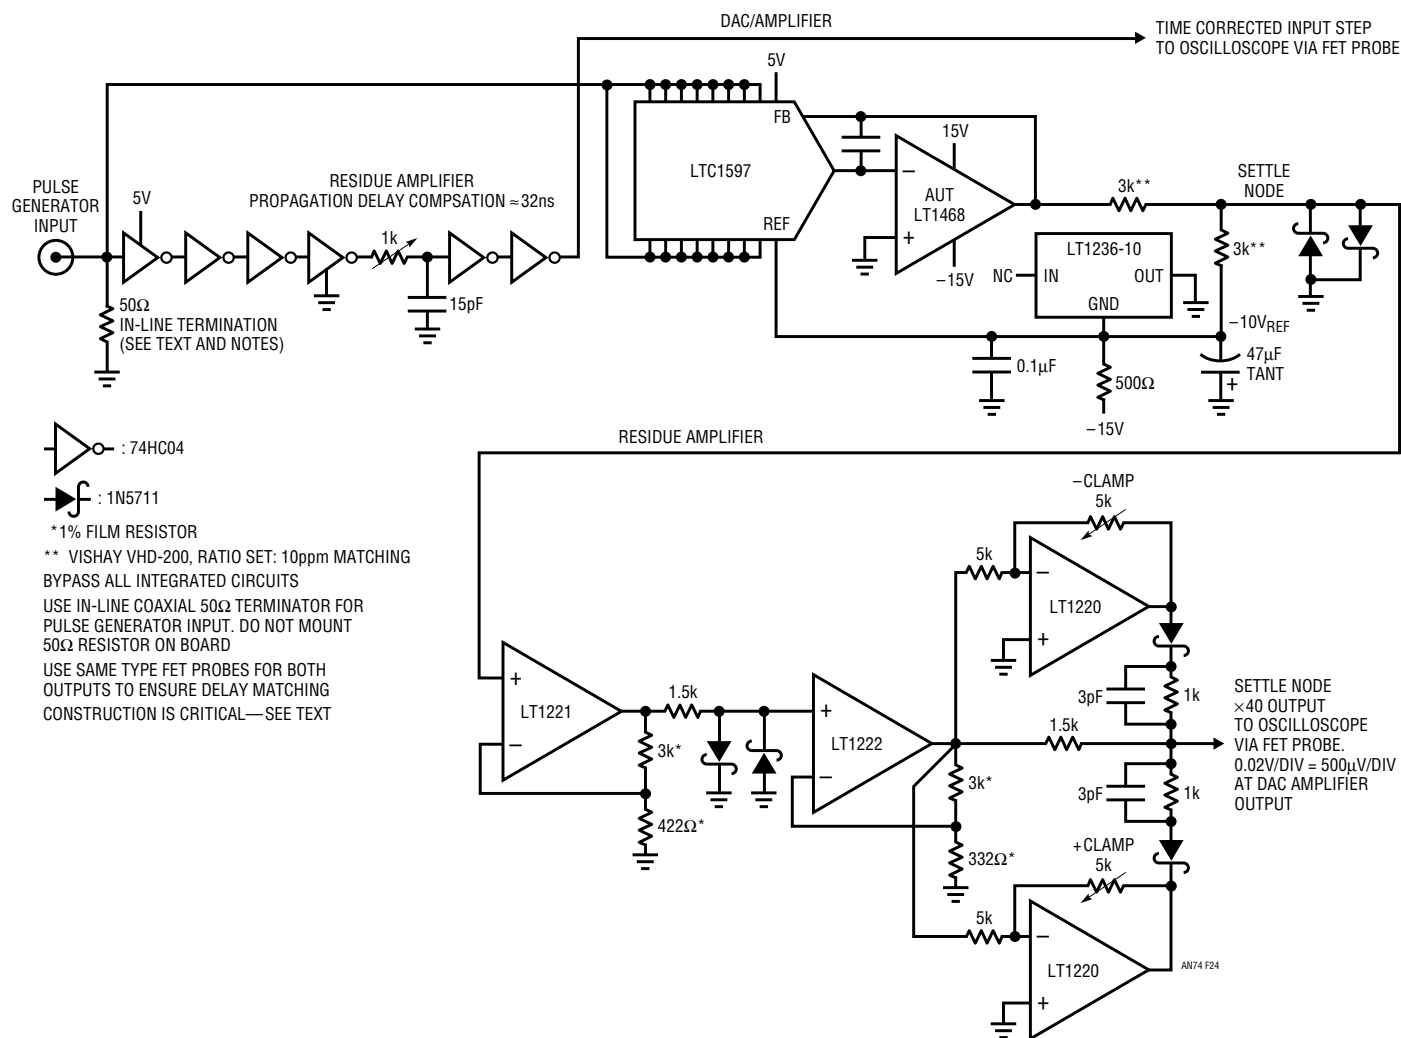 DAC/AMPLIFIER
TIME CORRECTED INPUT STEP
TO OSCILLOSCOPE VIA FET PROBE
5V
FB
LTC1597
REF
15V
−
AUT
LT1468
+
−15V
PULSE
GENERATOR
INPUT
5V
RESIDUE AMPLIFIER
PROPAGATION DELAY COMPSATION ≈32ns
1k
15pF
50Ω
IN-LINE TERMINATION
(SEE TEXT AND NOTES)
3k**
SETTLE
NODE
3k**
LT1236-10
NC
IN
OUT
GND
−10VREF
0.1µF
500Ω
−15V
47µF
TANT
+
: 74HC04
: 1N5711
*1% FILM RESISTOR
** VISHAY VHD-200, RATIO SET: 10ppm MATCHING
BYPASS ALL INTEGRATED CIRCUITS
USE IN-LINE COAXIAL 50Ω TERMINATOR FOR
PULSE GENERATOR INPUT. DO NOT MOUNT
50Ω RESISTOR ON BOARD
USE SAME TYPE FET PROBES FOR BOTH
OUTPUTS TO ENSURE DELAY MATCHING
CONSTRUCTION IS CRITICAL—SEE TEXT
RESIDUE AMPLIFIER
+
LT1221
−
1.5k
3k*
422Ω*
+
LT1222
−
3k*
332Ω*
−CLAMP
5k
5k
−
LT1220
+
3pF
1k
1.5k
SETTLE NODE
×40 OUTPUT
TO OSCILLOSCOPE
VIA FET PROBE.
0.02V/DIV = 500µV/DIV
AT DAC AMPLIFIER
OUTPUT
3pF
1k
+CLAMP
5k
5k
−
LT1220
+
AN74 F24